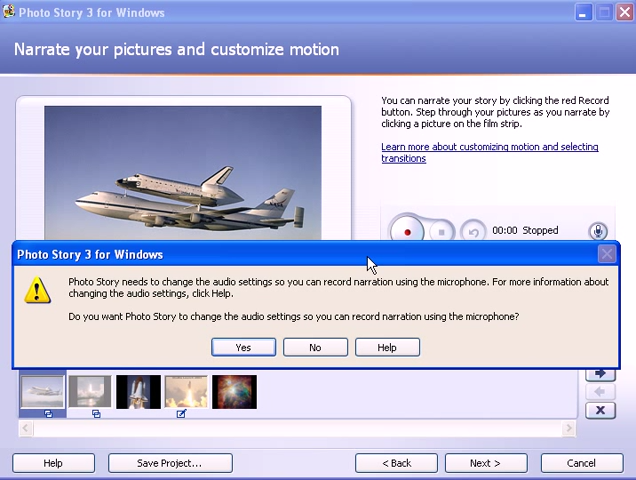 Photo Story 3 for Windows
Narrate your pictures and customize motion
You can narrate your story by clicking the red Record
button. Step through your pictures as you narrate by
clicking a picture on the film strip.
Learn more about customizing motion and selecting
transitions
00:00 Stopped
Photo Story 3 for Windows
Photo Story needs to change the audio settings so you can record narration using the microphone. For more information about
changing the audio settings, click Help.
Do you want Photo Story to change the audio settings so you can record narration using the microphone?
Yes
No
Help
Help
Save Project...
< Back
Next >
Cancel